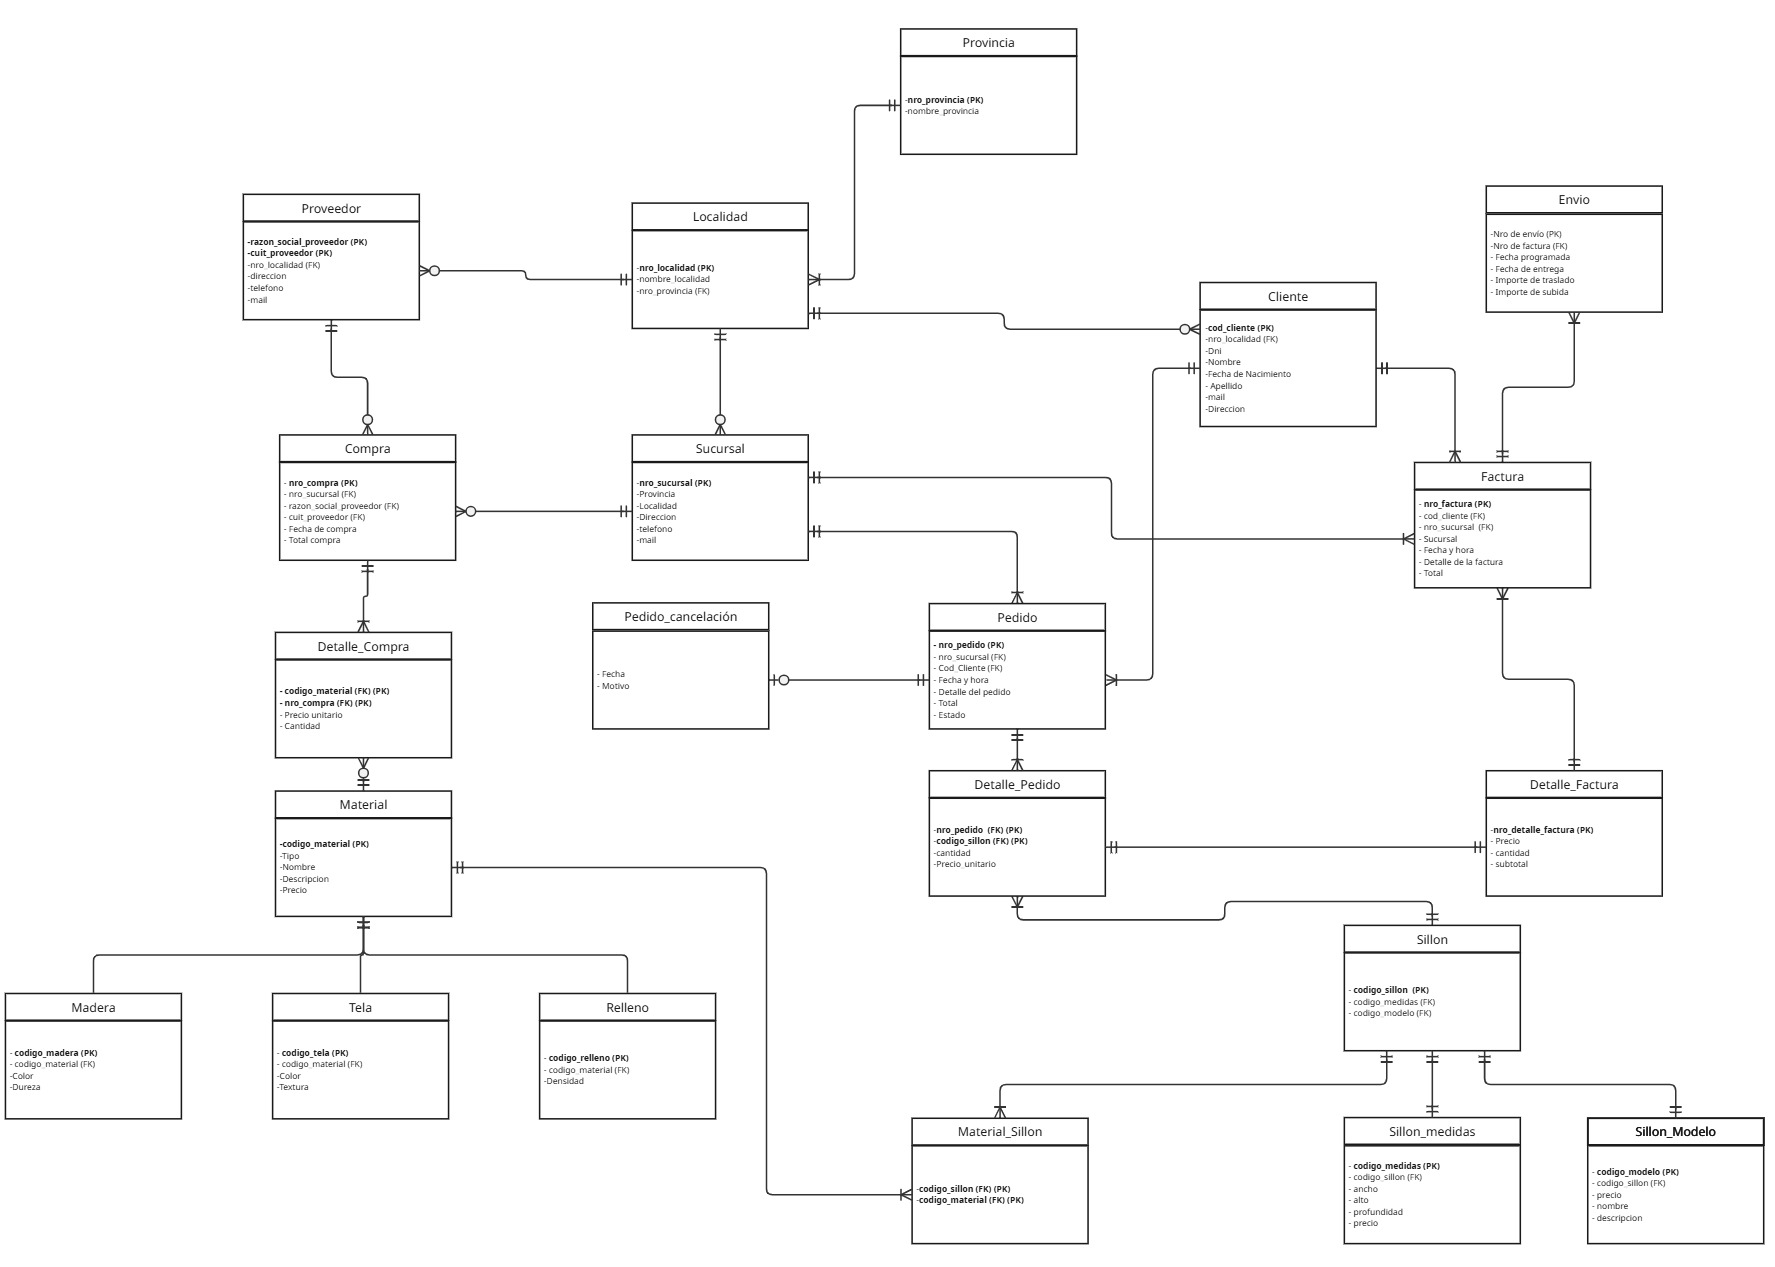 Provincia
-nro_provincia (PK)
-nombre_provincia
Proveedor
-razon_social_proveedor (PK)
-cuit_proveedor (PK)
-nro_localidad (FK)
-direccion
-telefono
-mail
Localidad
-nro_localidad (PK)
-nombre_localidad
-nro_provincia (FK)
Envio
-Nro de envío (PK)
-Nro de factura (FK)
- Fecha programada
- Fecha de entrega
- Importe de traslado
- Importe de subida
Cliente
-cod_cliente (PK)
-nro_localidad (FK)
-Dni
-Nombre
-Fecha de Nacimiento
- Apellido
-mail
-Direccion
Compra
- nro_compra (PK)
- nro_sucursal (FK)
- razon_social_proveedor (FK)
- cuit_proveedor (FK)
- Fecha de compra
- Total compra
Sucursal
-nro_sucursal (PK)
-Provincia
-Localidad
-Direccion
-telefono
-mail
Factura
- nro_factura (PK)
- cod_cliente (FK)
- nro_sucursal (FK)
- Sucursal
- Fecha y hora
- Detalle de la factura
- Total
Pedido_cancelación
- Fecha
- Motivo
Pedido
- nro_pedido (PK)
- nro_sucursal (FK)
- Cod_Cliente (FK)
- Fecha y hora
- Detalle del pedido
- Total
- Estado
Detalle_Compra
- codigo_material (FK) (PK)
- nro_compra (FK) (PK)
- Precio unitario
- Cantidad
Material
-codigo_material (PK)
-Tipo
-Nombre
-Descripcion
-Precio
Detalle_Pedido
-nro_pedido (FK) (PK)
-codigo_sillon (FK) (PK)
-cantidad
-Precio_unitario
Detalle_Factura
-nro_detalle_factura (PK)
- Precio
- cantidad
- subtotal
Sillon
- codigo_sillon (PK)
- codigo_medidas (FK)
- codigo_modelo (FK)
Madera
- codigo_madera (PK)
- codigo_material (FK)
-Color
-Dureza
Tela
- codigo_tela (PK)
- codigo_material (FK)
-Color
-Textura
Relleno
- codigo_relleno (PK)
- codigo_material (FK)
-Densidad
Material_Sillon
-codigo_sillon (FK) (PK)
-codigo_material (FK) (PK)
Sillon_medidas
- codigo_medidas (PK)
- codigo_sillon (FK)
- ancho
- alto
- profundidad
- precio
Sillon_Modelo
- codigo_modelo (PK)
- codigo_sillon (FK)
- precio
- nombre
- descripcion